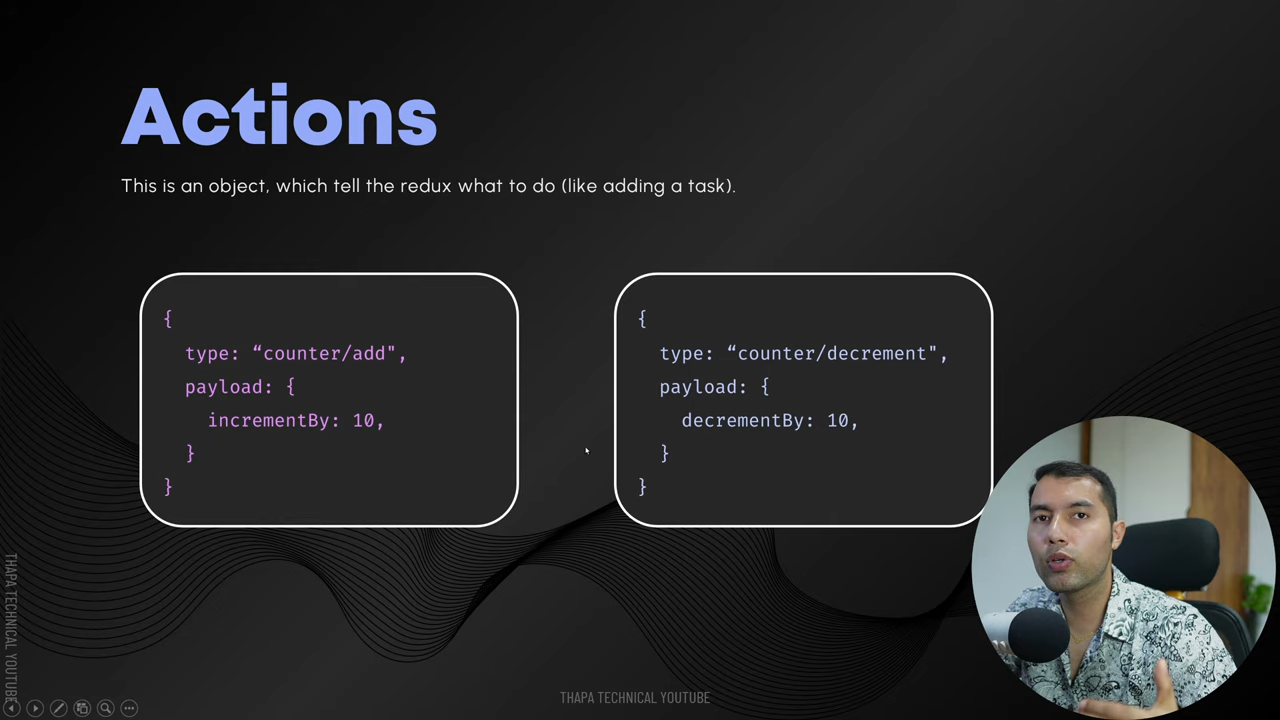 Actions
This is an object, which tell the redux what to do (like adding a task).
{
type: “counter/add",
payload: {
incrementBy: 10,
}
}
{
type: “counter/decrement",
payload: {
decrementBy: 10,
}
}
THAPA TECHNICAL YOUTUBE
THAPA TECHNICAL YOUTUBE